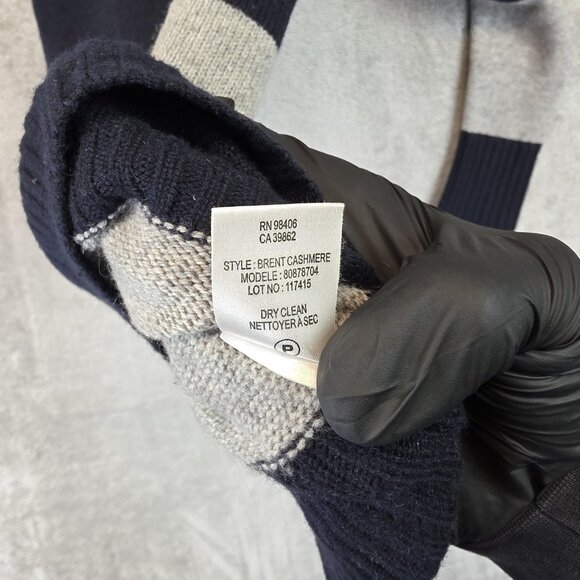 RN 98406
CA 39862
STYLE : BRENT CASHMERE
MODELE : 80878704
LOT NO : 117415
DRY CLEAN
NETTOYER À SEC
P